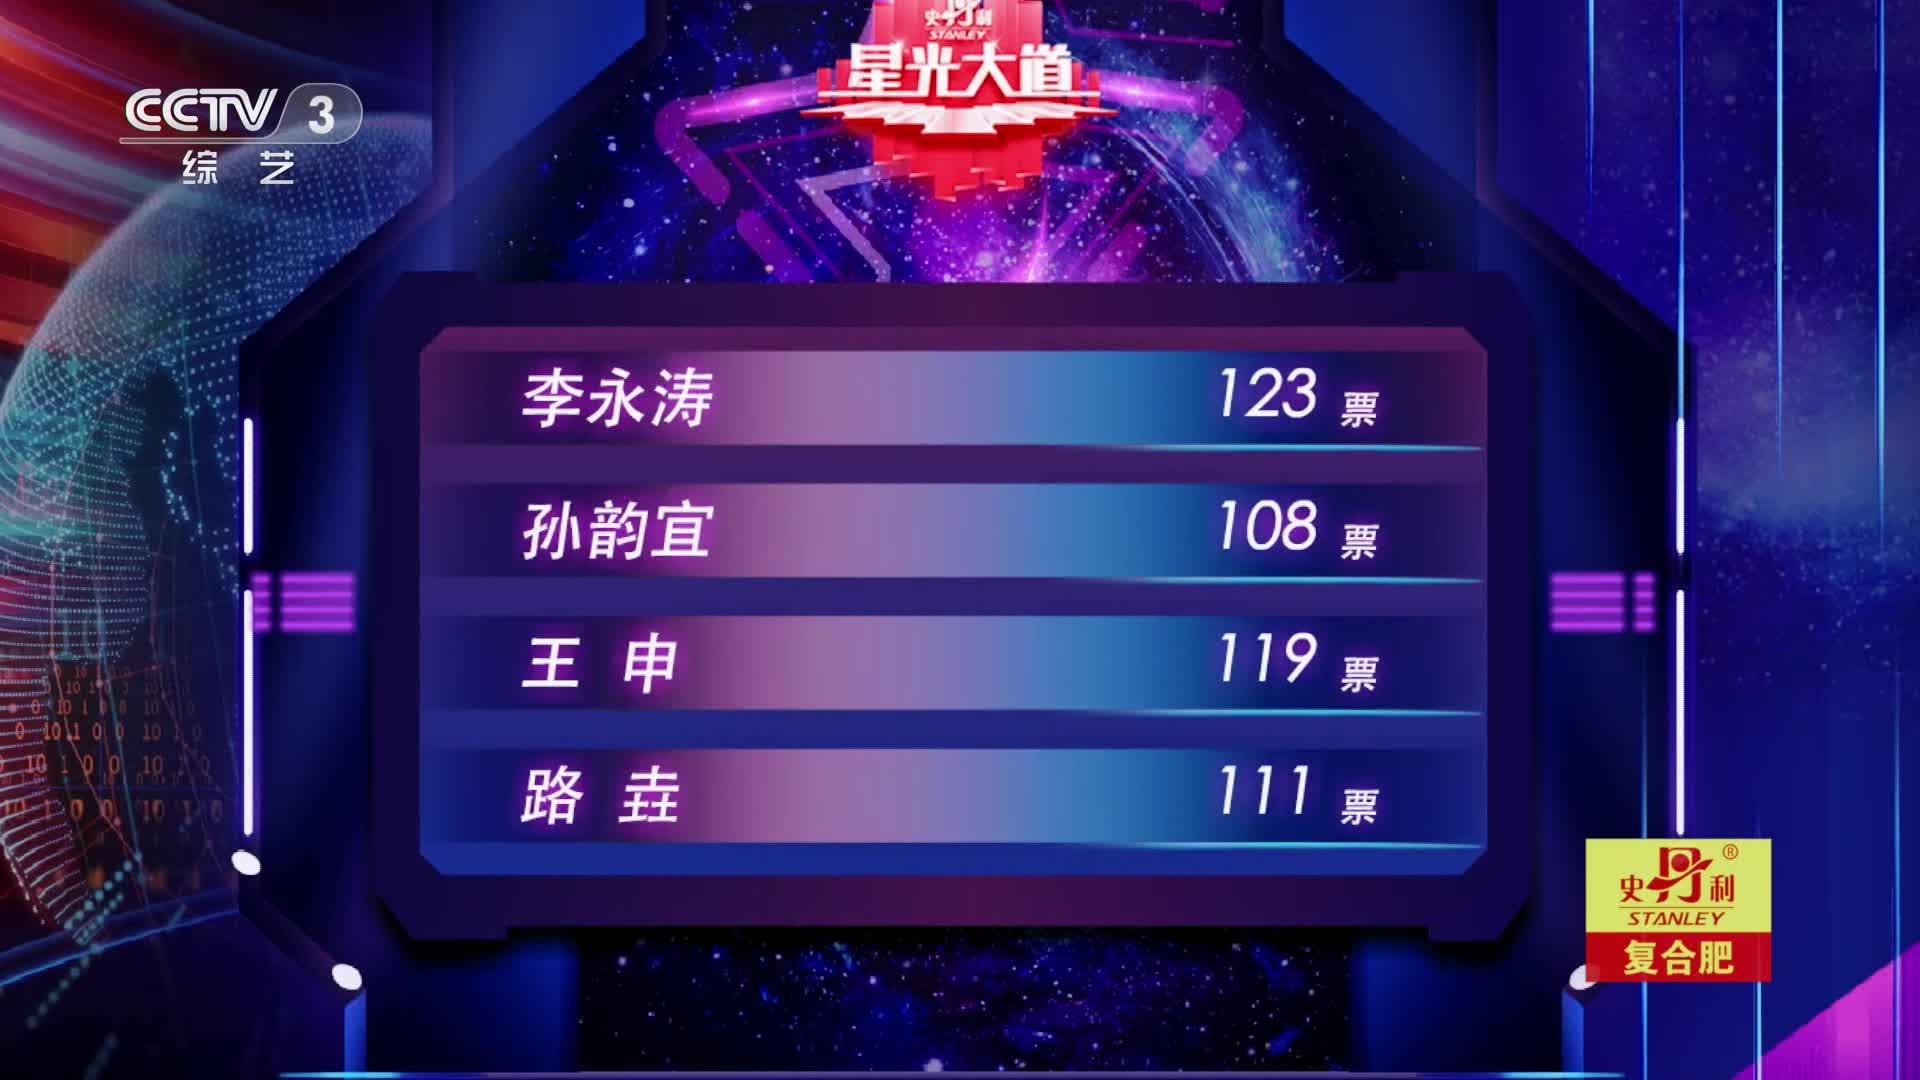 史丹利
STANLEY
星光大道
CCTV 3
综 艺
李永涛 123 票
孙韵宜 108 票
王 申 119 票
路 垚 111 票
史丹利®
STANLEY
复合肥